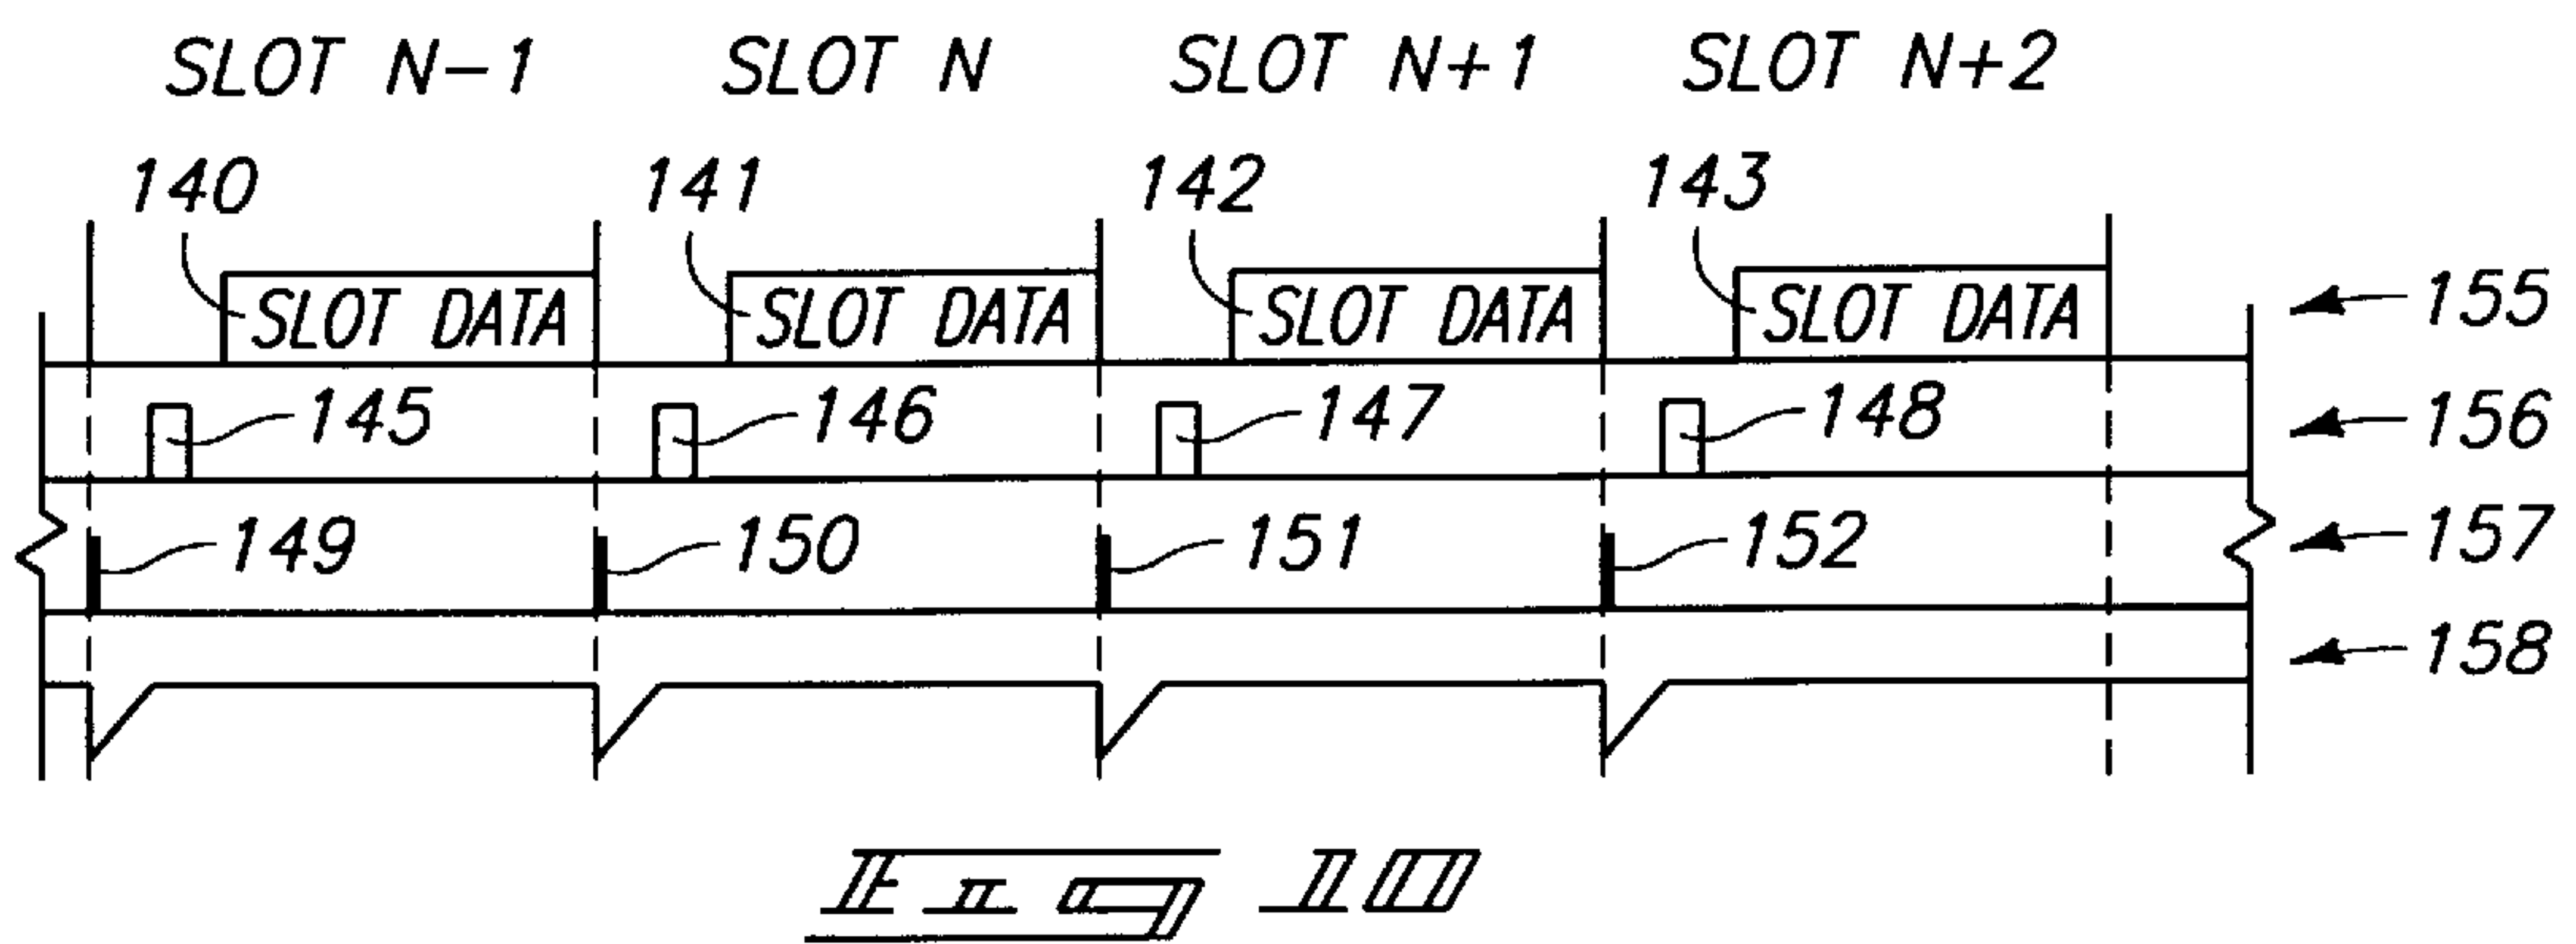 SLOT N-1 SLOT N SLOT N+1 SLOT N+2
140 141 142 143
SLOT DATA SLOT DATA SLOT DATA SLOT DATA 155
145 146 147 148 156
149 150 151 152 157
158
Fig 10